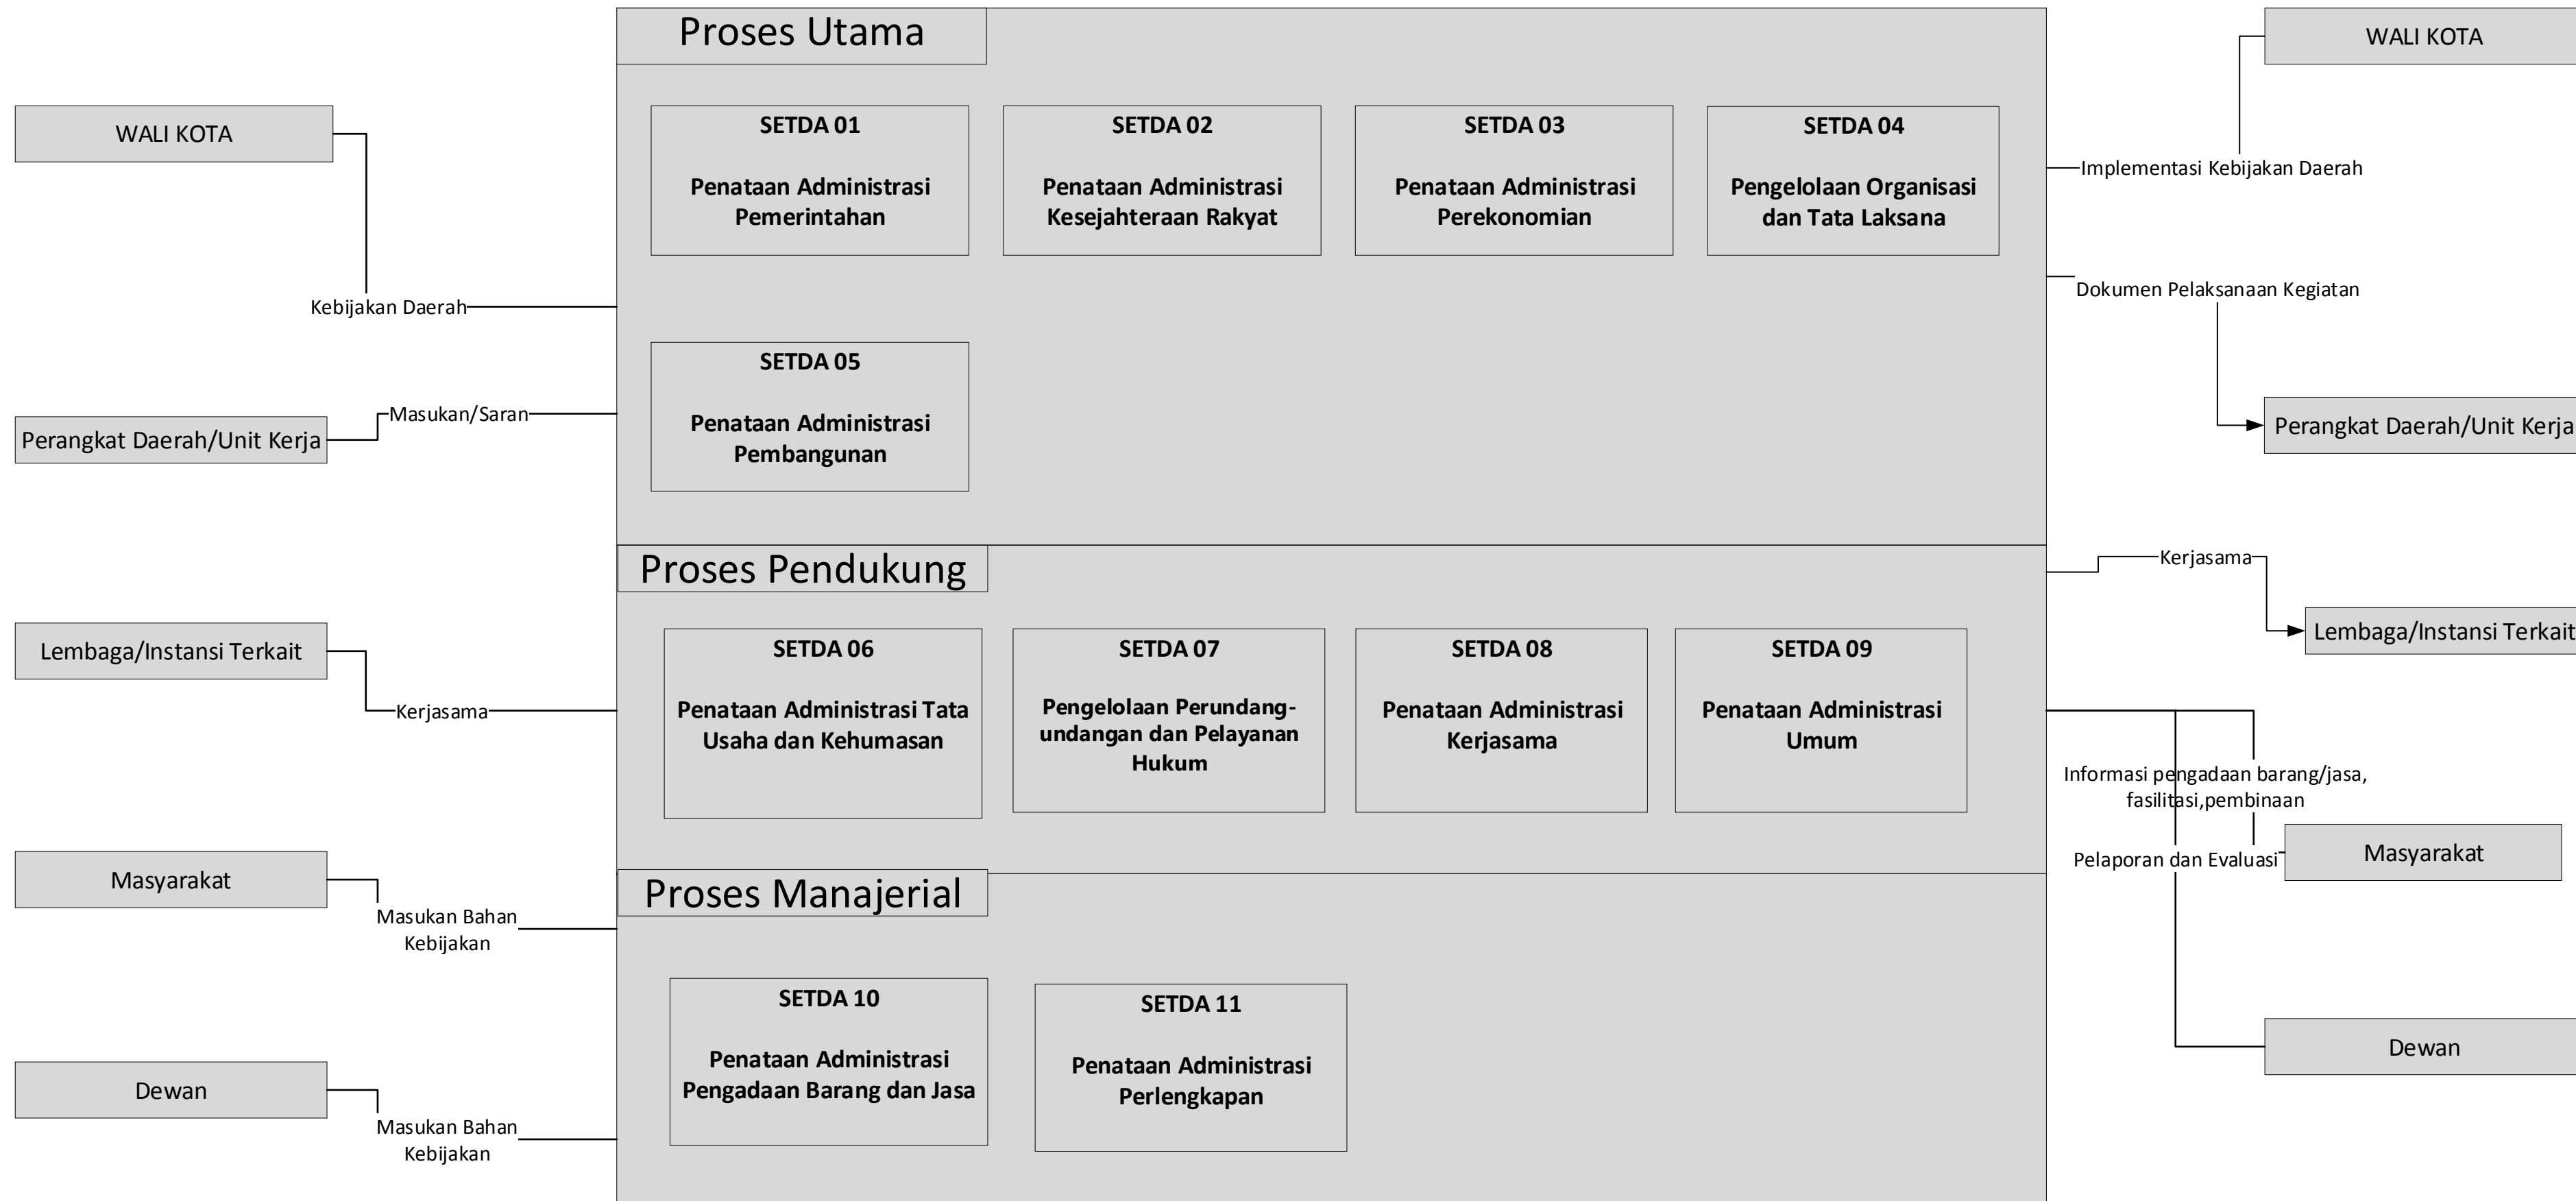 Proses Utama
WALI KOTA
WALI KOTA
SETDA 01
Penataan Administrasi
Pemerintahan
SETDA 02
Penataan Administrasi
Kesejahteraan Rakyat
SETDA 03
Penataan Administrasi
Perekonomian
SETDA 04
Pengelolaan Organisasi
dan Tata Laksana
Implementasi Kebijakan Daerah
Kebijakan Daerah
Dokumen Pelaksanaan Kegiatan
SETDA 05
Penataan Administrasi
Pembangunan
Masukan/Saran
Perangkat Daerah/Unit Kerja
Perangkat Daerah/Unit Kerja
Proses Pendukung
Kerjasama
Lembaga/Instansi Terkait
Lembaga/Instansi Terkait
Kerjasama
SETDA 06
Penataan Administrasi Tata
Usaha dan Kehumasan
SETDA 07
Pengelolaan Perundang-
undangan dan Pelayanan
Hukum
SETDA 08
Penataan Administrasi
Kerjasama
SETDA 09
Penataan Administrasi
Umum
Informasi pengadaan barang/jasa,
fasilitasi,pembinaan
Pelaporan dan Evaluasi
Masyarakat
Masyarakat
Proses Manajerial
Masukan Bahan
Kebijakan
SETDA 10
Penataan Administrasi
Pengadaan Barang dan Jasa
SETDA 11
Penataan Administrasi
Perlengkapan
Dewan
Dewan
Masukan Bahan
Kebijakan